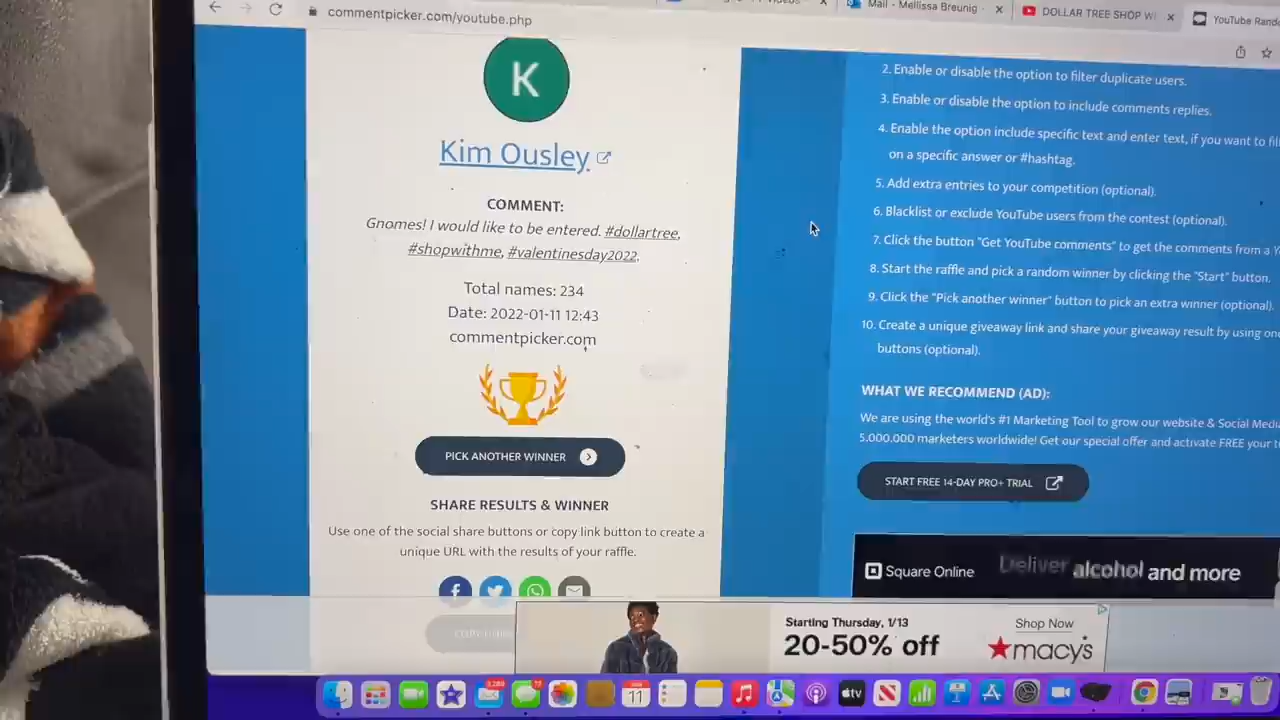 commentpicker.com/youtube.php
Mail - Mellissa Breunig
DOLLAR TREE SHOP WI
YouTube Rand
K
Kim Ousley
COMMENT:
Gnomes! I would like to be entered. #dollartree,
#shopwithme, #valentinesday2022.
Total names: 234
Date: 2022-01-11 12:43
commentpicker.com
PICK ANOTHER WINNER
SHARE RESULTS & WINNER
Use one of the social share buttons or copy link button to create a
unique URL with the results of your raffle.
2. Enable or disable the option to filter duplicate users.
3. Enable or disable the option to include comments replies.
4. Enable the option include specific text and enter text, if you want to fil
on a specific answer or #hashtag.
5. Add extra entries to your competition (optional).
6. Blacklist or exclude YouTube users from the contest (optional).
7. Click the button "Get YouTube comments" to get the comments from a Y
8. Start the raffle and pick a random winner by clicking the "Start" button.
9. Click the "Pick another winner" button to pick an extra winner (optional).
10. Create a unique giveaway link and share your giveaway result by using one
buttons (optional).
WHAT WE RECOMMEND (AD):
We are using the world's #1 Marketing Tool to grow our website & Social Media
5.000.000 marketers worldwide! Get our special offer and activate FREE your t
START FREE 14-DAY PRO+ TRIAL
Square Online
Deliver alcohol and more
Starting Thursday, 1/13
20-50% off
Shop Now
macy's
11
tv